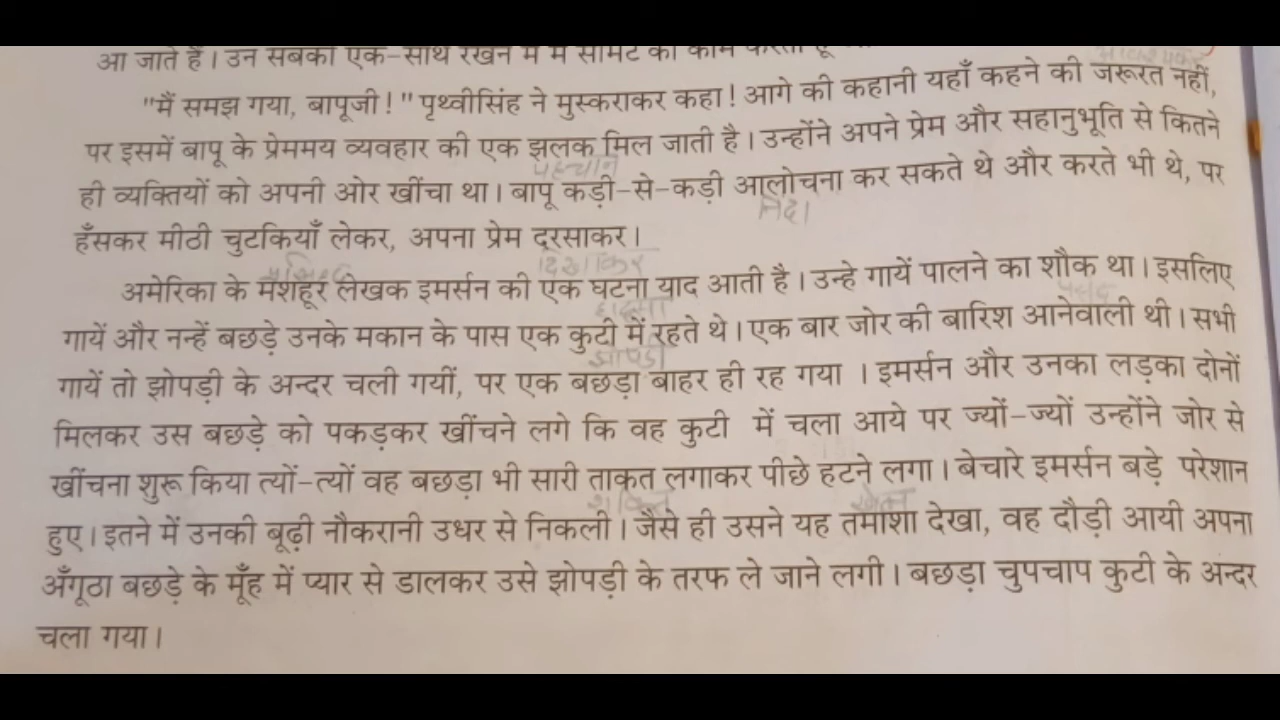 आ जाते हैं। उन सबको एक-साथ रखने में मैं सीमेंट का काम करता हूँ
"मैं समझ गया, बापूजी!" पृथ्वीसिंह ने मुस्कराकर कहा! आगे की कहानी यहाँ कहने की जरूरत नहीं,
पर इसमें बापू के प्रेममय व्यवहार की एक झलक मिल जाती है। उन्होंने अपने प्रेम और सहानुभूति से कितने
पहचान
ही व्यक्तियों को अपनी ओर खींचा था। बापू कड़ी-से-कड़ी आलोचना कर सकते थे और करते भी थे, पर
निंदा
हँसकर मीठी चुटकियाँ लेकर, अपना प्रेम दरसाकर।
दिखाकर
अमेरिका के मशहूर लेखक इमर्सन की एक घटना याद आती है। उन्हे गायें पालने का शौक था। इसलिए
गायें और नन्हें बछड़े उनके मकान के पास एक कुटी में रहते थे। एक बार जोर की बारिश आनेवाली थी। सभी
झोपड़ी
गायें तो झोपड़ी के अन्दर चली गयीं, पर एक बछड़ा बाहर ही रह गया । इमर्सन और उनका लड़का दोनों
मिलकर उस बछड़े को पकड़कर खींचने लगे कि वह कुटी में चला आये पर ज्यों-ज्यों उन्होंने जोर से
खींचना शुरू किया त्यों-त्यों वह बछड़ा भी सारी ताकत लगाकर पीछे हटने लगा। बेचारे इमर्सन बड़े परेशान
हुए। इतने में उनकी बूढ़ी नौकरानी उधर से निकली। जैसे ही उसने यह तमाशा देखा, वह दौड़ी आयी अपना
अँगूठा बछड़े के मूँह में प्यार से डालकर उसे झोपड़ी के तरफ ले जाने लगी। बछड़ा चुपचाप कुटी के अन्दर
चला गया।